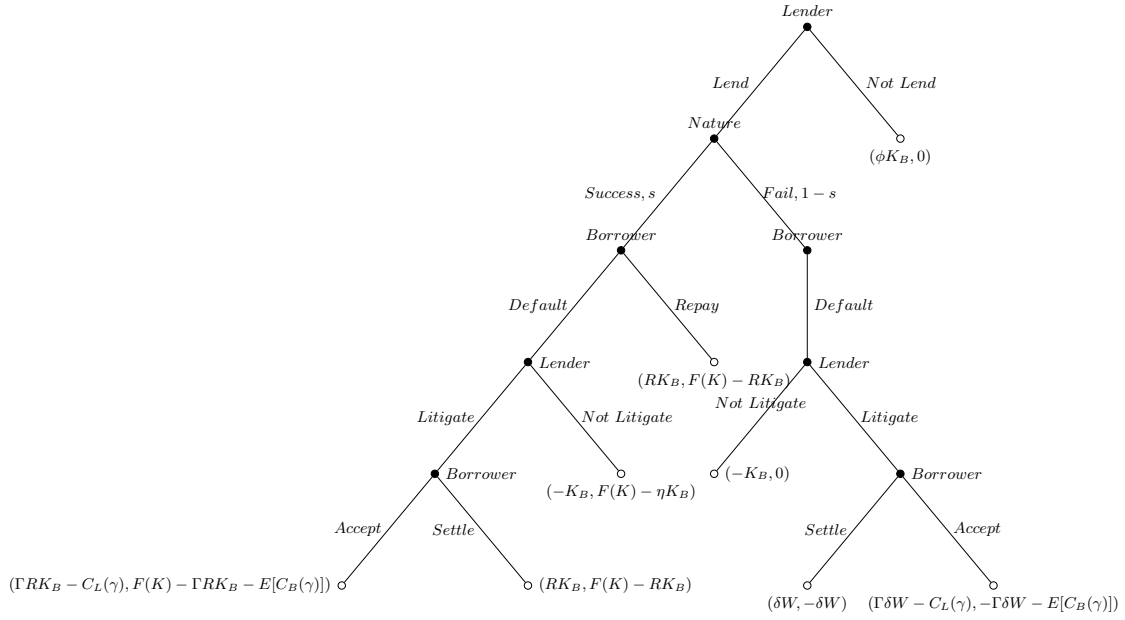 Lender
Lend
Not Lend
Nature
(ϕK_B, 0)
Success, s
Fail, 1 − s
Borrower
Borrower
Default
Repay
Default
Lender
(RK_B, F(K) − RK_B)
Lender
Litigate
Not Litigate
Not Litigate
Litigate
Borrower
(−K_B, F(K) − ηK_B)
(−K_B, 0)
Borrower
Accept
Settle
Settle
Accept
(ΓRK_B − C_L(γ), F(K) − ΓRK_B − E[C_B(γ)])
(RK_B, F(K) − RK_B)
(δW, −δW)
(ΓδW − C_L(γ), −ΓδW − E[C_B(γ)])